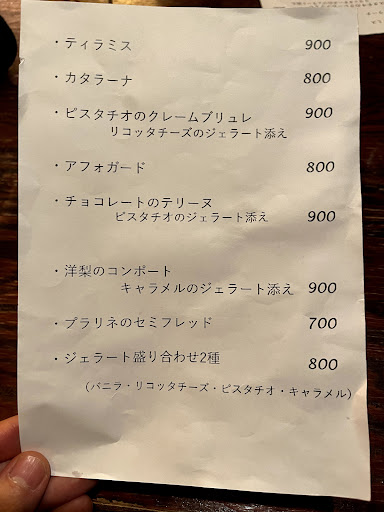 ・ティラミス 900
・カタラーナ 800
・ピスタチオのクレームブリュレ 900
リコッタチーズのジェラート添え
・アフォガード 800
・チョコレートのテリーヌ
ピスタチオのジェラート添え 900
・洋梨のコンポート
キャラメルのジェラート添え 900
・プラリネのセミフレッド 700
・ジェラート盛り合わせ2種 800
（バニラ・リコッタチーズ・ピスタチオ・キャラメル）